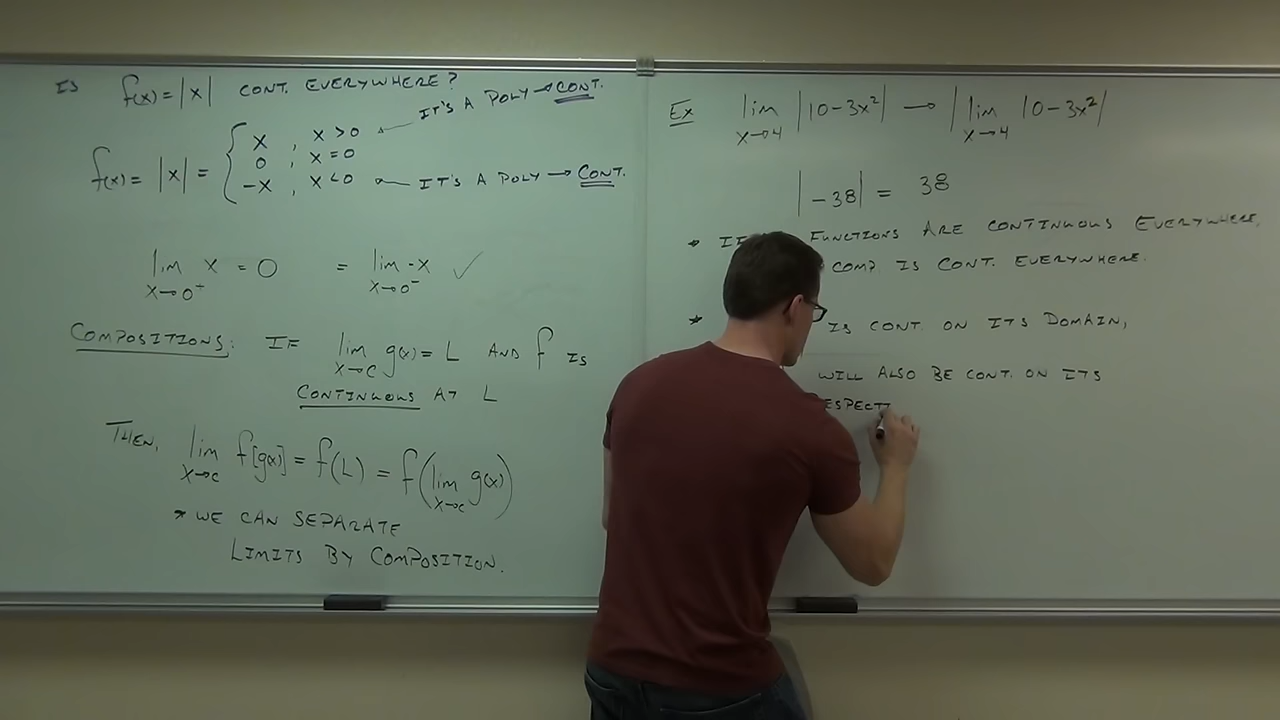 Is f(x) = |x| CONT. EVERYWHERE?
IT'S A POLY → CONT.
f(x) = |x| = { x , x > 0
0 , x = 0
-x , x < 0
IT'S A POLY → CONT.
lim x→0⁻ x = 0 = lim x→0⁻ -x ✓
COMPOSITIONS: IF lim x→c g(x) = L AND f IS
CONTINUOUS AT L
THEN, lim x→c f[g(x)] = f(L) = f(lim x→c g(x))
* WE CAN SEPARATE
LIMITS BY COMPOSITION.
Ex lim x→4 |10-3x²| → |lim x→4 10-3x²|
|-38| = 38
* IF FUNCTIONS ARE CONTINUOUS EVERYWHERE,
COMP IS CONT. EVERYWHERE.
* IS CONT. ON ITS DOMAIN,
WILL ALSO BE CONT. ON ITS